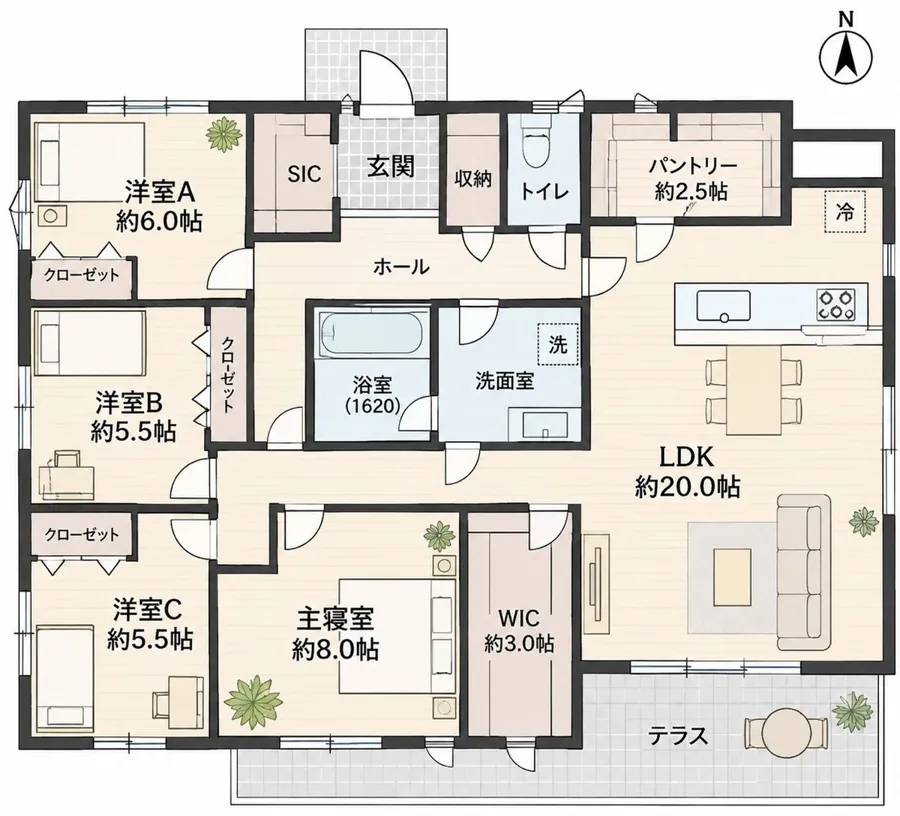 N
洋室A
約6.0帖
SIC
玄関
収納
トイレ
パントリー
約2.5帖
冷
クローゼット
ホール
洋室B
約5.5帖
クローゼット
浴室
(1620)
洗面室
洗
LDK
約20.0帖
クローゼット
洋室C
約5.5帖
主寝室
約8.0帖
WIC
約3.0帖
テラス